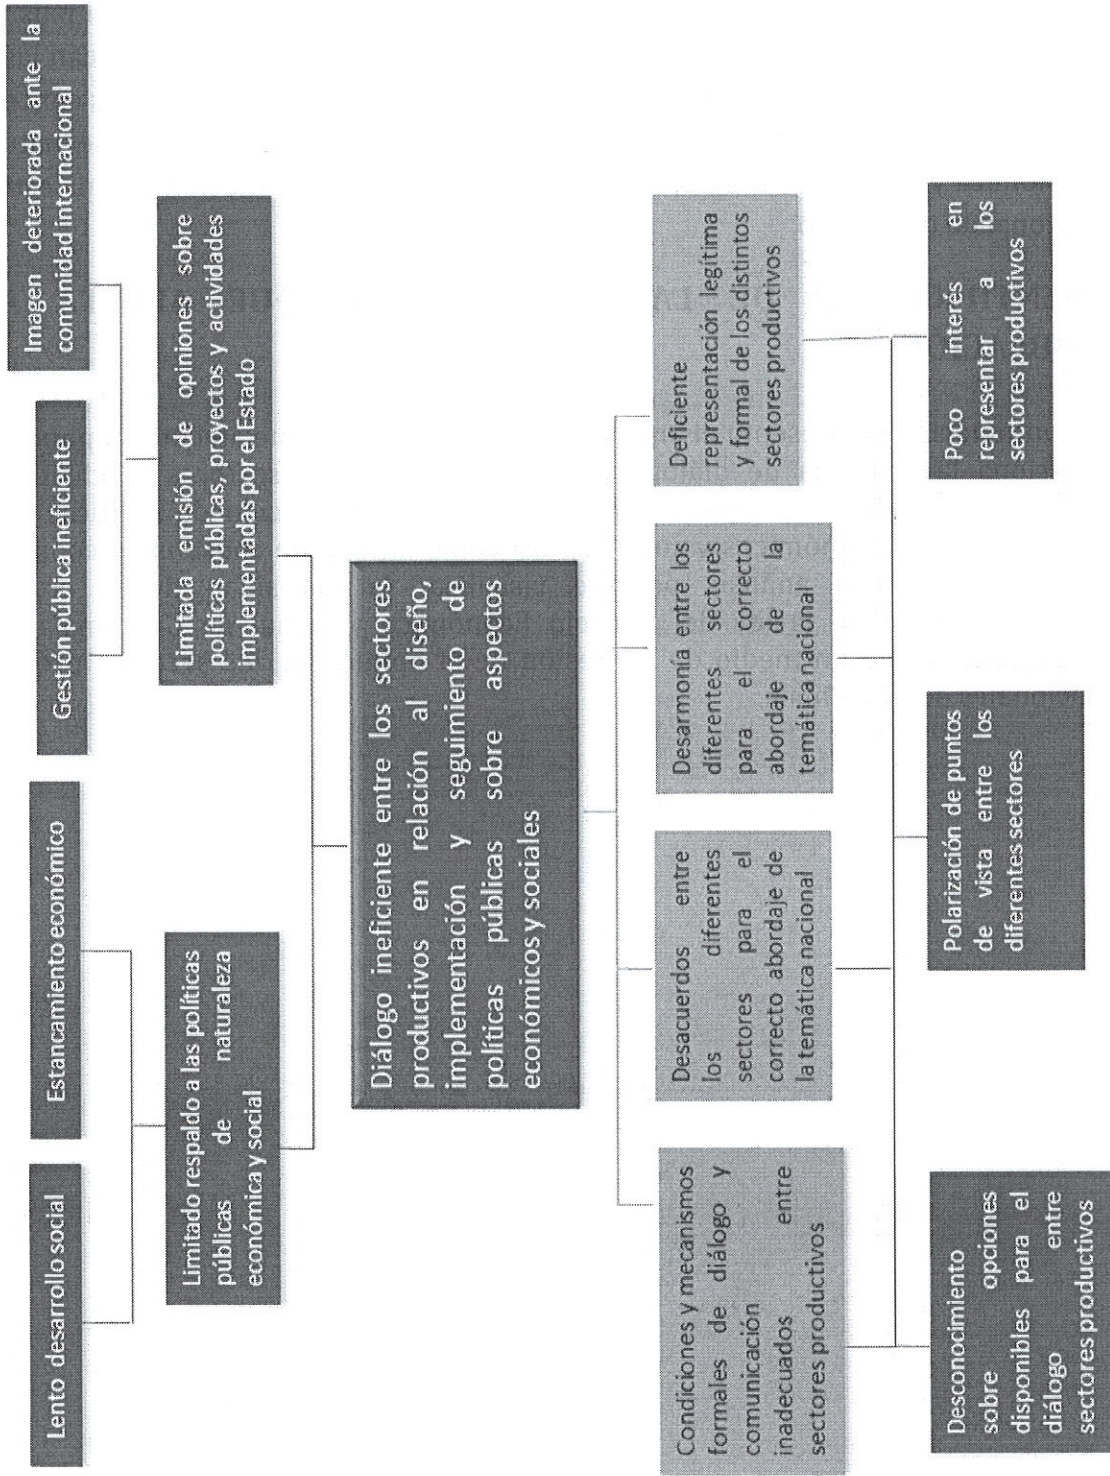 Lento desarrollo social
Estancamiento económico
Gestión pública ineficiente
Imagen deteriorada ante la
comunidad internacional
Limitado respaldo a las políticas
públicas de naturaleza
económica y social
Limitada emisión de opiniones sobre
políticas públicas, proyectos y actividades
implementadas por el Estado
Diálogo ineficiente entre los sectores
productivos en relación al diseño,
implementación y seguimiento de
políticas públicas sobre aspectos
económicos y sociales
Condiciones y mecanismos
formales de diálogo y
comunicación
inadecuados entre
sectores productivos
Desacuerdos entre
los diferentes
sectores para el
correcto abordaje de
la temática nacional
Desarmonía entre los
diferentes sectores
para el correcto
abordaje de la
temática nacional
Deficiente
representación legítima
y formal de los distintos
sectores productivos
Desconocimiento
sobre opciones
disponibles para el
diálogo entre
sectores productivos
Polarización de puntos
de vista entre los
diferentes sectores
Poco interés en
representar a los
sectores productivos